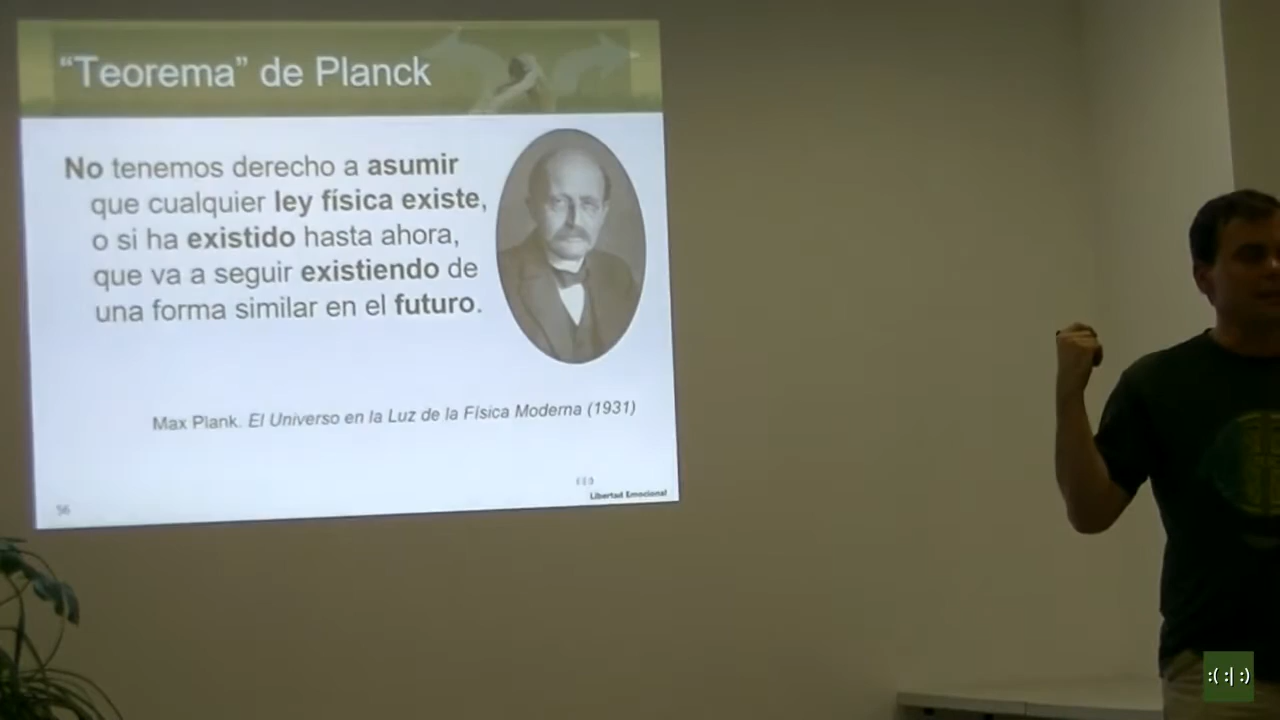 “Teorema” de Planck
No tenemos derecho a asumir
que cualquier ley física existe,
o si ha existido hasta ahora,
que va a seguir existiendo de
una forma similar en el futuro.
Max Plank. El Universo en la Luz de la Física Moderna (1931)
Libertad Emocional
56
:( :| :)